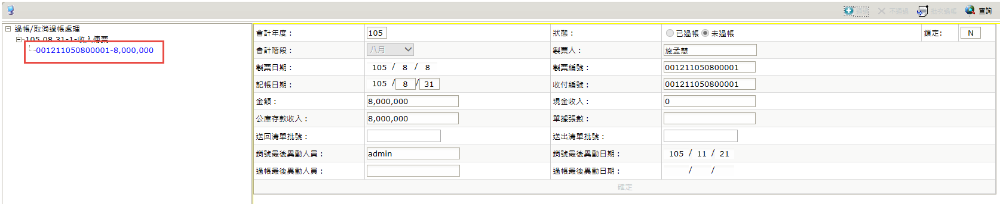 通過 不通過 批次過帳 查詢
過帳/取消過帳處理
105.08.31-1-收入傳票
001211050800001-8,000,000
會計年度： 105 狀態： 已過帳 未過帳 鎖定: N
會計階段： 八月 製票人： 施孟慧
製票日期： 105 / 8 / 8 製票編號： 001211050800001
記帳日期： 105 / 8 / 31 收付編號： 001211050800001
金額： 8,000,000 現金收入： 0
公庫存款收入： 8,000,000 單據張數：
送回清單批號： 送出清單批號：
銷號最後異動人員： admin 銷號最後異動日期： 105 / 11 / 21
過帳最後異動人員： 過帳最後異動日期： / /
確定